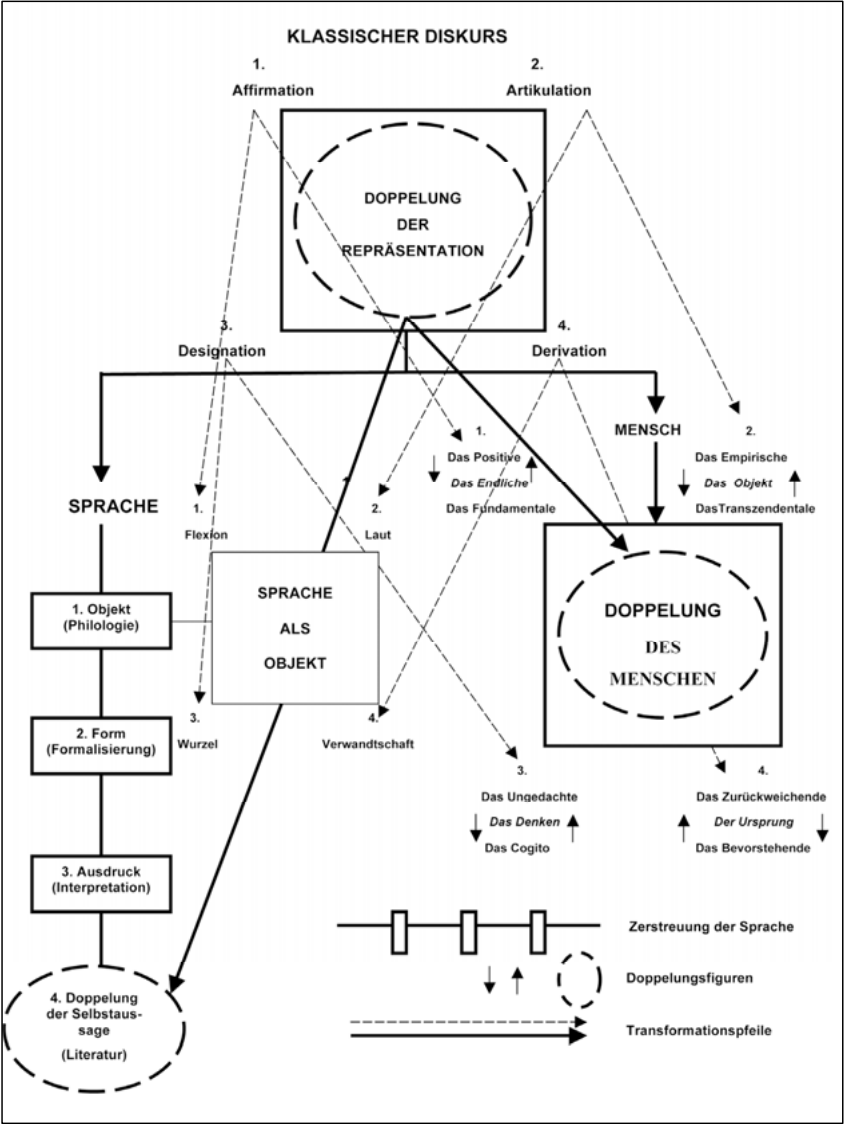 KLASSISCHER DISKURS
1.
Affirmation
2.
Artikulation
DOPPELUNG
DER
REPRÄSENTATION
3.
Designation
4.
Derivation
SPRACHE
MENSCH
1.
Das Positive
Das Endliche
Das Fundamentale
2.
Das Empirische
Das Objekt
DasTranszendentale
1.
Flexion
2.
Laut
SPRACHE
ALS
OBJEKT
1. Objekt
(Philologie)
DOPPELUNG
DES
MENSCHEN
3.
Wurzel
4.
Verwandtschaft
2. Form
(Formalisierung)
3.
Das Ungedachte
Das Denken
Das Cogito
4.
Das Zurückweichende
Der Ursprung
Das Bevorstehende
3. Ausdruck
(Interpretation)
4. Doppelung
der Selbstaus-
sage
(Literatur)
Zerstreuung der Sprache
Doppelungsfiguren
Transformationspfeile